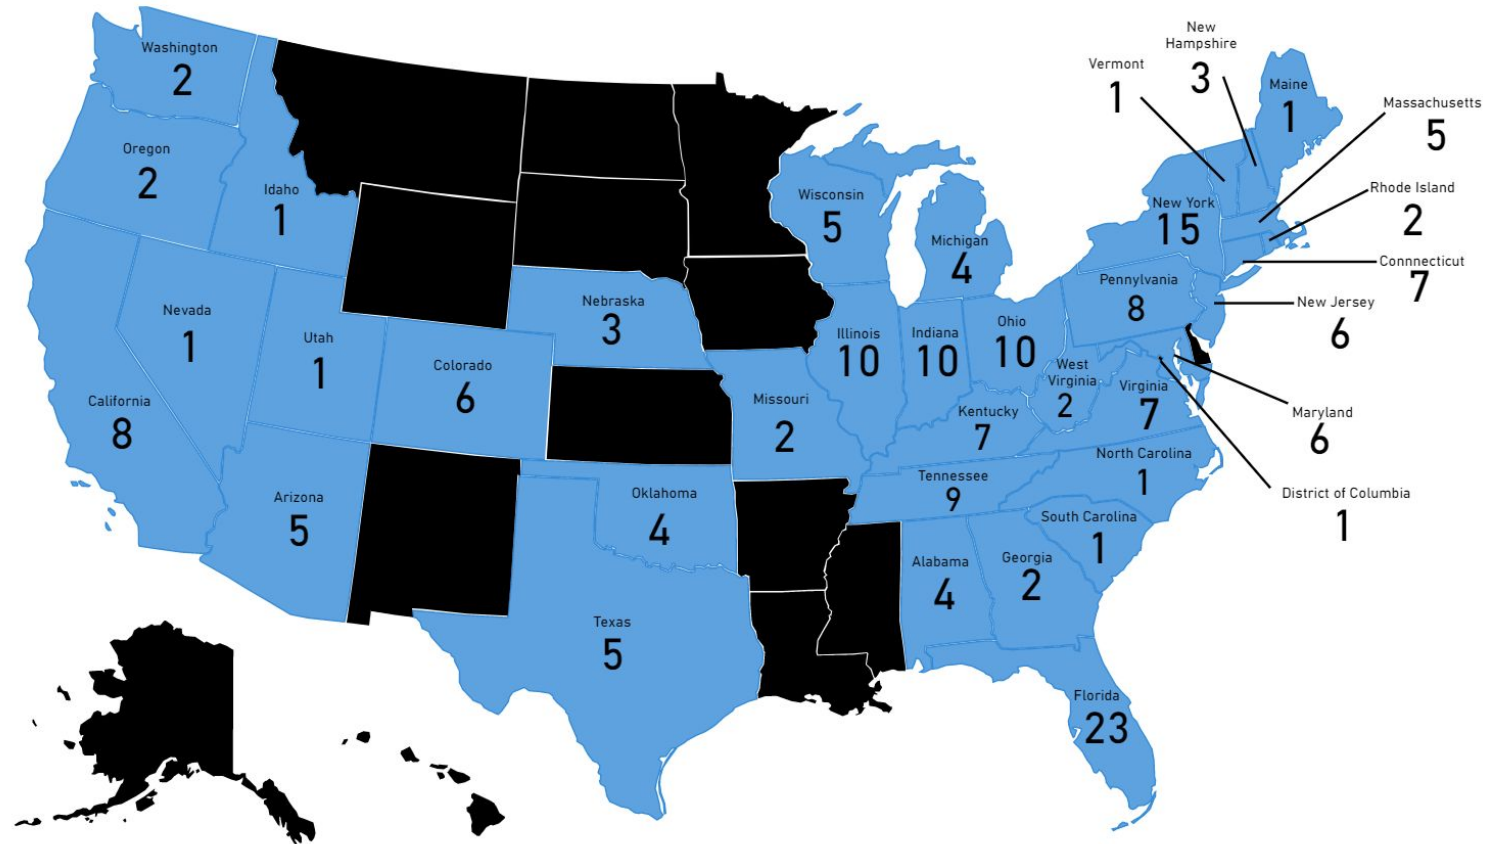 Washington
2
Oregon
2
Idaho
1
Nevada
1
Utah
1
California
8
Arizona
5
Colorado
6
Nebraska
3
Oklahoma
4
Texas
5
Missouri
2
Wisconsin
5
Illinois
10
Michigan
4
Indiana
10
Ohio
10
Kentucky
7
Tennessee
9
Alabama
4
Georgia
2
Florida
23
South Carolina
1
North Carolina
1
West
Virginia
2
Virginia
7
Pennylvania
8
New York
15
Vermont
1
New
Hampshire
3
Maine
1
Massachusetts
5
Rhode Island
2
Connnecticut
7
New Jersey
6
Maryland
6
District of Columbia
1